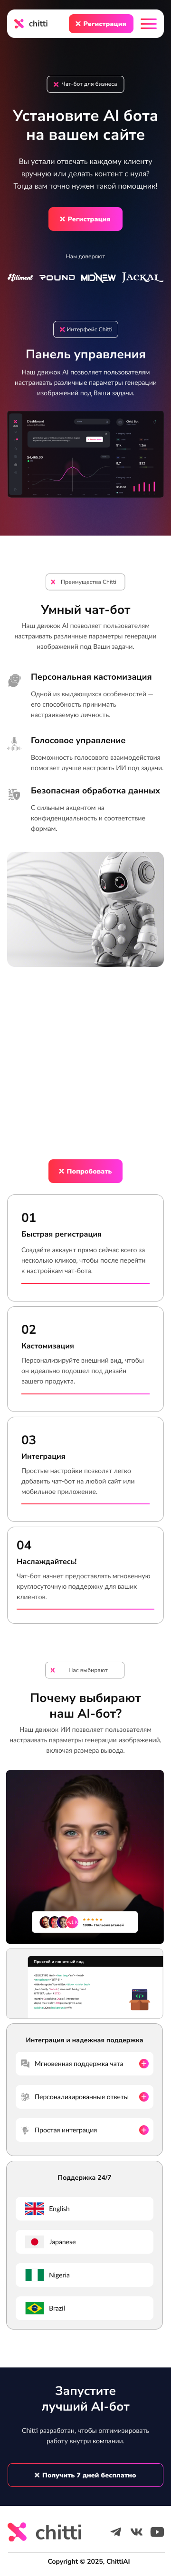 chitti
Регистрация
Чат-бот для бизнеса
Установите AI бота
на вашем сайте
Вы устали отвечать каждому клиенту
вручную или делать контент с нуля?
Тогда вам точно нужен такой помощник!
Регистрация
Нам доверяют
Hiliment ROUND MIDNEW JACKAL
Интерфейс Chitti
Панель управления
Наш движок AI позволяет пользователям
настраивать различные параметры генерации
изображений под Ваши задачи.
Dashboard
Преимущества Chitti
Умный чат-бот
Наш движок AI позволяет пользователям
настраивать различные параметры генерации
изображений под Ваши задачи.
Персональная кастомизация
Одной из выдающихся особенностей —
его способность принимать
настраиваемую личность.
Голосовое управление
Возможность голосового взаимодействия
помогает лучше настроить ИИ под задачи.
Безопасная обработка данных
С сильным акцентом на
конфиденциальность и соответствие
формам.
Попробовать
01
Быстрая регистрация
Создайте аккаунт прямо сейчас всего за
несколько кликов, чтобы после перейти
к настройкам чат-бота.
02
Кастомизация
Персонализируйте внешний вид, чтобы
он идеально подошел под дизайн
вашего продукта.
03
Интеграция
Простые настройки позволят легко
добавить чат-бот на любой сайт или
мобильное приложение.
04
Наслаждайтесь!
Чат-бот начнет предоставлять мгновенную
круглосуточную поддержку для ваших
клиентов.
Нас выбирают
Почему выбирают
наш AI-бот?
Наш движок ИИ позволяет пользователям
настраивать параметры генерации изображений,
включая размера вывода.
Пользователей
Простой и понятный код
Интеграция и надежная поддержка
Мгновенная поддержка чата
Персонализированные ответы
Простая интеграция
Поддержка 24/7
English
Japanese
Nigeria
Brazil
Запустите
лучший AI-бот
Chitti разработан, чтобы оптимизировать
работу внутри компании.
Получить 7 дней бесплатно
chitti
Copyright © 2025, ChittiAI